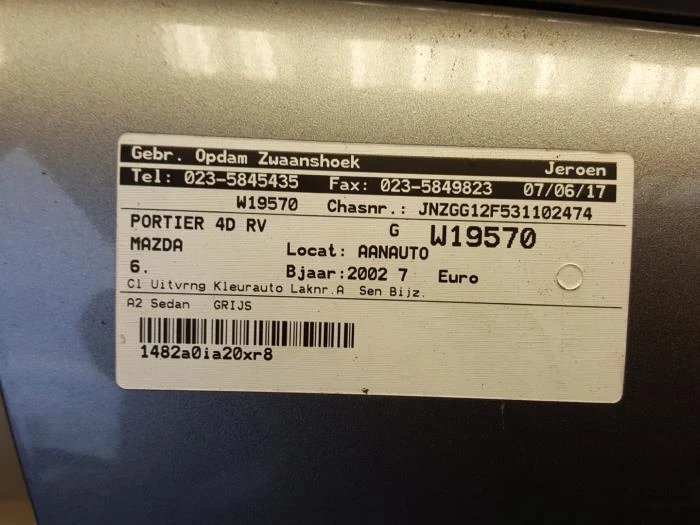 Gebr. Opdam Zwaanshoek Jeroen
Tel: 023-5845435 Fax: 023-5849823 07/06/17
W19570 Chasnr.: JNZGG12F531102474
PORTIER 4D RV G W19570
MAZDA Locat: AANAUTO
6. Bjaar:2002 7 Euro
Cl Uitvrng Kleurauto Laknr.A Sen Bijz.
A2 Sedan GRIJS
1482a0ia20xr8